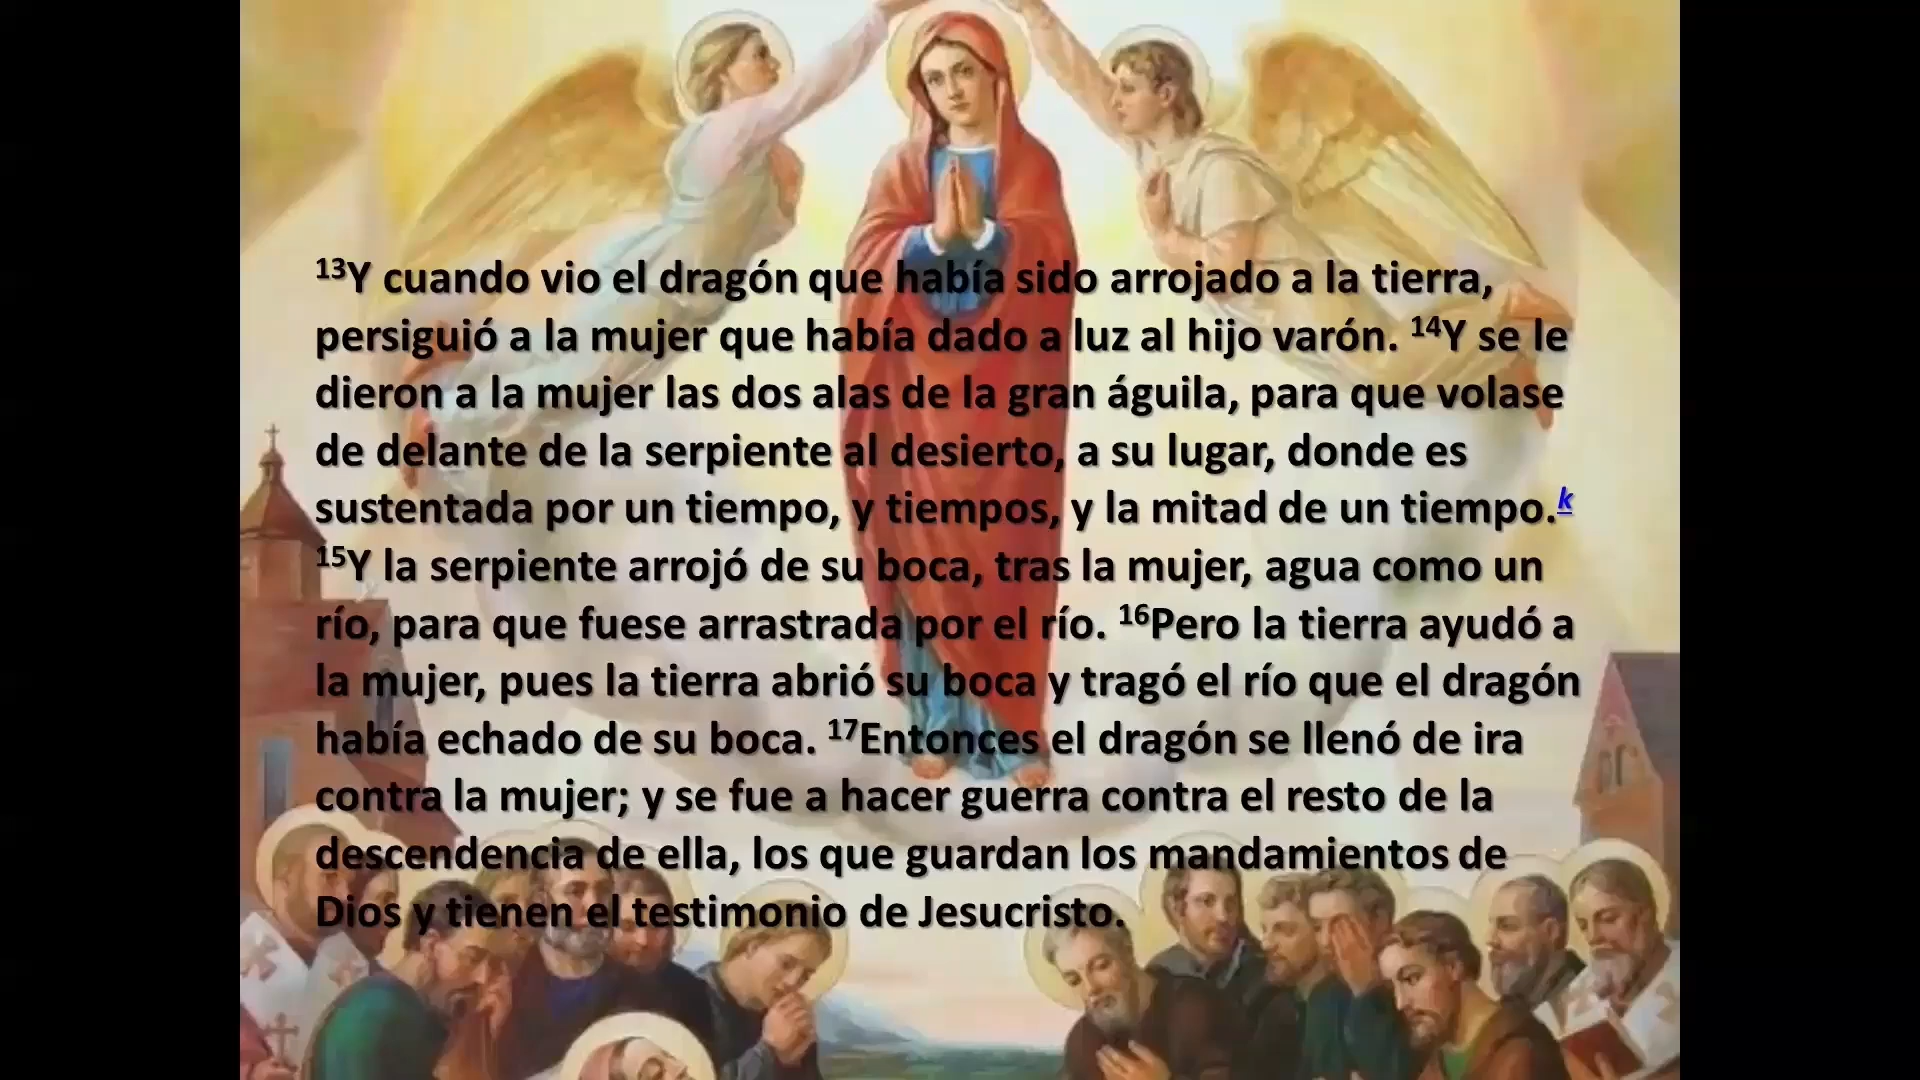 13Y cuando vio el dragón que había sido arrojado a la tierra,
persiguió a la mujer que había dado a luz al hijo varón. 14Y se le
dieron a la mujer las dos alas de la gran águila, para que volase
de delante de la serpiente al desierto, a su lugar, donde es
sustentada por un tiempo, y tiempos, y la mitad de un tiempo.k
15Y la serpiente arrojó de su boca, tras la mujer, agua como un
río, para que fuese arrastrada por el río. 16Pero la tierra ayudó a
la mujer, pues la tierra abrió su boca y tragó el río que el dragón
había echado de su boca. 17Entonces el dragón se llenó de ira
contra la mujer; y se fue a hacer guerra contra el resto de la
descendencia de ella, los que guardan los mandamientos de
Dios y tienen el testimonio de Jesucristo.